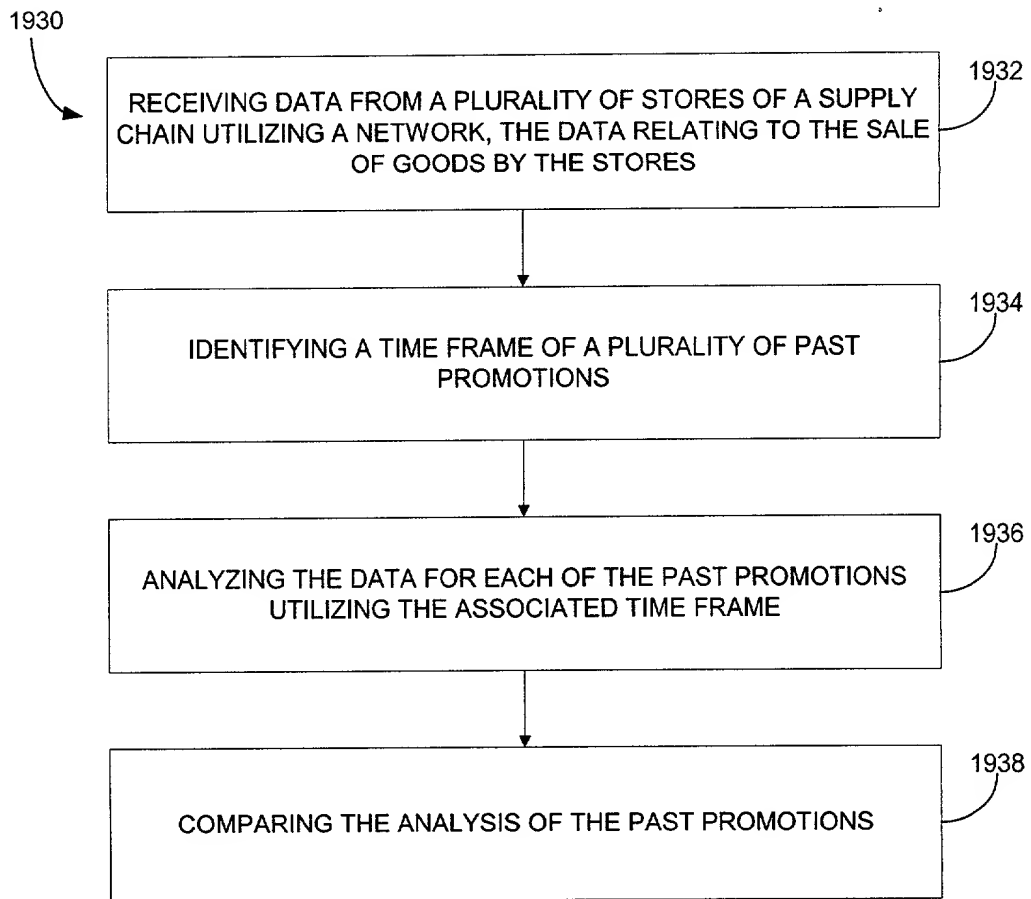 1930
1932
RECEIVING DATA FROM A PLURALITY OF STORES OF A SUPPLY
CHAIN UTILIZING A NETWORK, THE DATA RELATING TO THE SALE
OF GOODS BY THE STORES
1934
IDENTIFYING A TIME FRAME OF A PLURALITY OF PAST
PROMOTIONS
1936
ANALYZING THE DATA FOR EACH OF THE PAST PROMOTIONS
UTILIZING THE ASSOCIATED TIME FRAME
1938
COMPARING THE ANALYSIS OF THE PAST PROMOTIONS